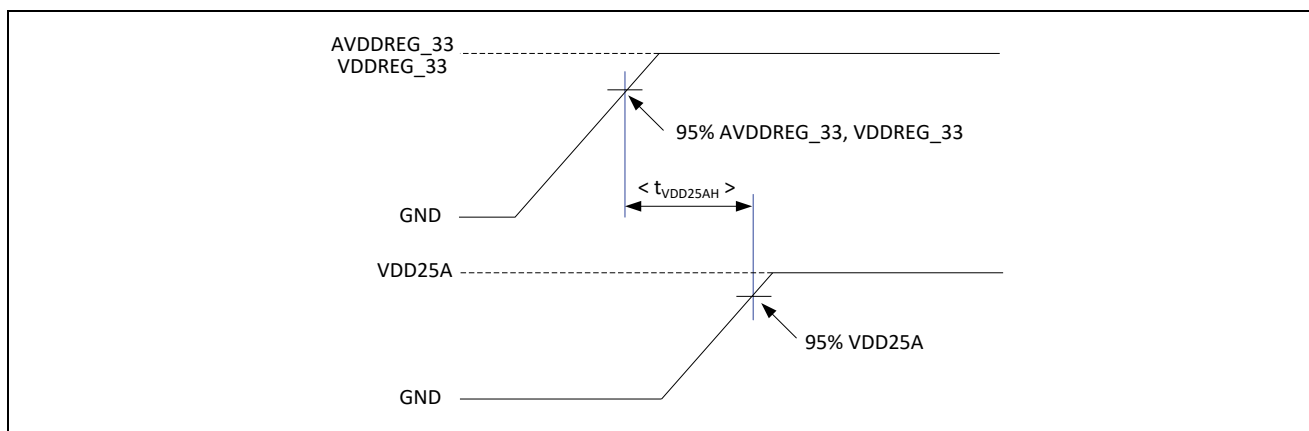 AVDDREG_33
VDDREG_33
95% AVDDREG_33, VDDREG_33
< tVDD25AH >
GND
VDD25A
95% VDD25A
GND